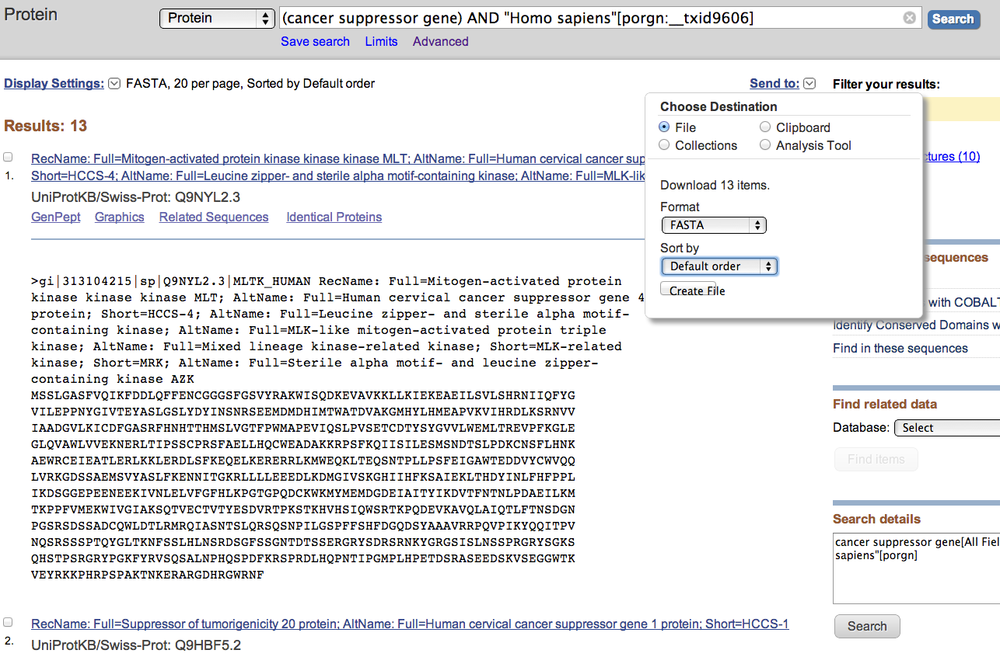 Protein
Protein
(cancer suppressor gene) AND "Homo sapiens"[porgn:__txid9606]
Search
Save search Limits Advanced
Display Settings: FASTA, 20 per page, Sorted by Default order
Send to:
Filter your results:
Choose Destination
File
Clipboard
Collections
Analysis Tool
Download 13 items.
Format
FASTA
Sort by
Default order
Create File
Results: 13
1.
RecName: Full=Mitogen-activated protein kinase kinase kinase MLT; AltName: Full=Human cervical cancer sup
Short=HCCS-4; AltName: Full=Leucine zipper- and sterile alpha motif-containing kinase; AltName: Full=MLK-lik
UniProtKB/Swiss-Prot: Q9NYL2.3
GenPept Graphics Related Sequences Identical Proteins
>gi|313104215|sp|Q9NYL2.3|MLTK_HUMAN RecName: Full=Mitogen-activated protein
kinase kinase kinase MLT; AltName: Full=Human cervical cancer suppressor gene 4
protein; Short=HCCS-4; AltName: Full=Leucine zipper- and sterile alpha motif-
containing kinase; AltName: Full=MLK-like mitogen-activated protein triple
kinase; AltName: Full=Mixed lineage kinase-related kinase; Short=MLK-related
kinase; Short=MRK; AltName: Full=Sterile alpha motif- and leucine zipper-
containing kinase AZK
MSSLGASFVQIKFDDLQFFENCGGGSFGSVYRAKWISQDKEVAVKKLLKIEKEAEILSVLSHRNIIQFYG
VILEPPNYGIVTEYASLGSLYDYINSNRSEEMDMDHIMTWATDVAKGMHYLHMEAPVKVIHRDLKSRNVV
IAADGVLKICDFGASRFHNHTTHMSLVGTFPWMAPEVIQSLPVSETCDTYSYGVVLWEMLTREVPFKGLE
GLQVAWLVVEKNERLTIPSSCPRSFAELLHQCWEADAKKRPSFKQIISILESMSNDTSLPDKCNSFLHNK
AEWRCEIEATLERLKKLERDLSFKEQELKERERRLKMWEQKLTEQSNTPLLPSFEIGAWTEDDVYCWVQQ
LVRKGDSSAEMSVYASLFKENNITGKRLLLLEEEDLKDMGIVSKGHIIHFKSAIEKLTHDYINLFHFPPL
IKDSGGEPEENEEKIVNLELVFGFHLKPGTGPQDCKWKMYMEMDGDEIAITYIKDVTFNTNLPDAEILKM
TKPPFVMEKWIVGIAKSQTVECTVTYESDVRTPKSTKHVHSIQWSRTKPQDEVKAVQLAIQTLFTNSDGN
PGSRSDSSADCQWLDTLRMRQIASNTSLQRSQSNPILGSPFFSHFDGQDSYAAAVRRPQVPIKYQQITPV
NQSRSSSPTQYGLTKNFSSLHLNSRDSGFSSGNTDTSSERGRYSDRSRNKYGRGSISLNSSPRGRYSGKS
QHSTPSRGRYPGKFYRVSQSALNPHQSPDFKRSPRDLHQPNTIPGMPLHPETDSRASEEDSKVSEGGWTK
VEYRKKPHRPSPAKTNKERARGDHRGWRNF
2.
RecName: Full=Suppressor of tumorigenicity 20 protein; AltName: Full=Human cervical cancer suppressor gene 1 protein; Short=HCCS-1
UniProtKB/Swiss-Prot: Q9HBF5.2
tures (10)
sequences
with COBALT
Identify Conserved Domains w
Find in these sequences
Find related data
Database: Select
Find items
Search details
cancer suppressor gene[All Fiel
sapiens"[porgn]
Search